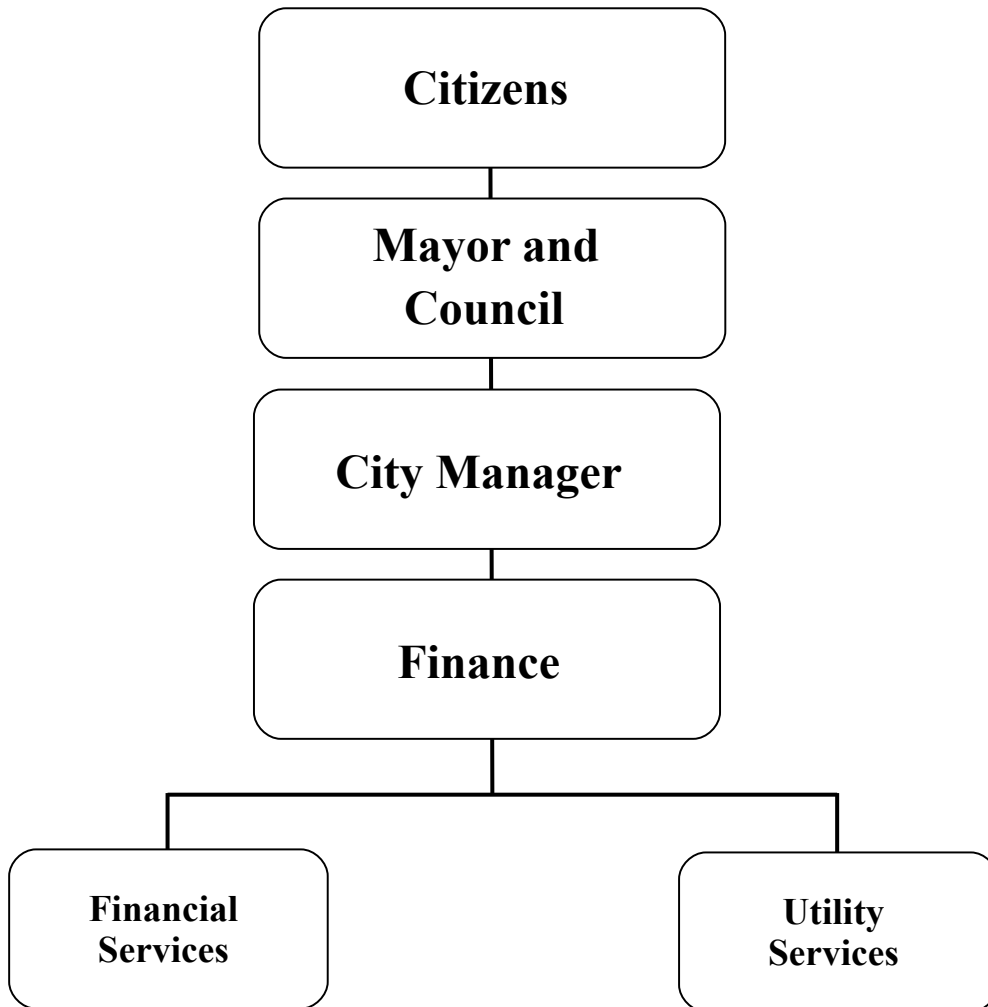 Citizens
Mayor and
Council
City Manager
Finance
Financial
Services
Utility
Services